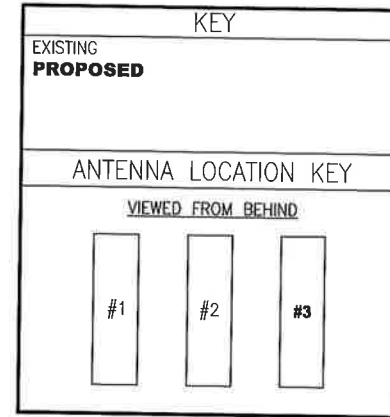 KEY
EXISTING
PROPOSED
ANTENNA LOCATION KEY
VIEWED FROM BEHIND
#1 #2 #3